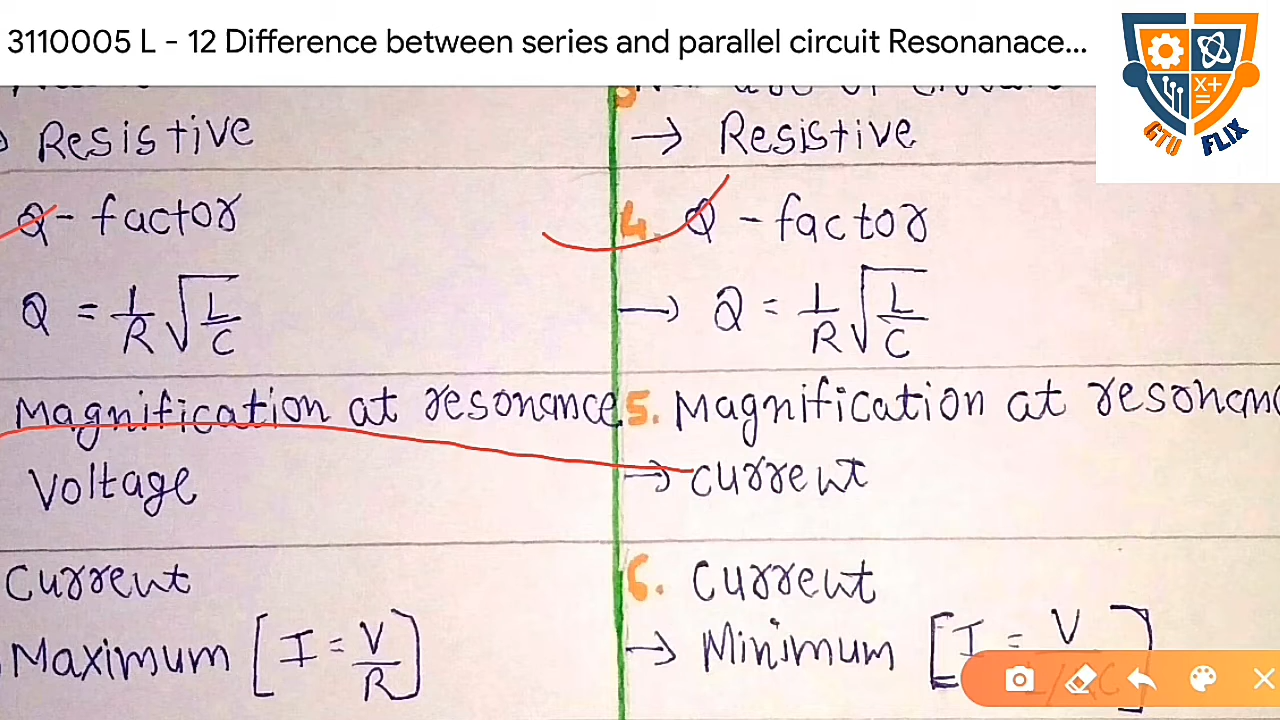 3110005 L - 12 Difference between series and parallel circuit Resonanace...
X+
=
GTU FLIX
Resistive
Q - factor
Q = 1/R √L/C
Magnification at resonance
Voltage
Current
Maximum [I = V/R]
→ Resistive
4. Q - factor
→ Q = 1/R √L/C
5. Magnification at resonanc
→ Current
6. Current
→ Minimum [I = V